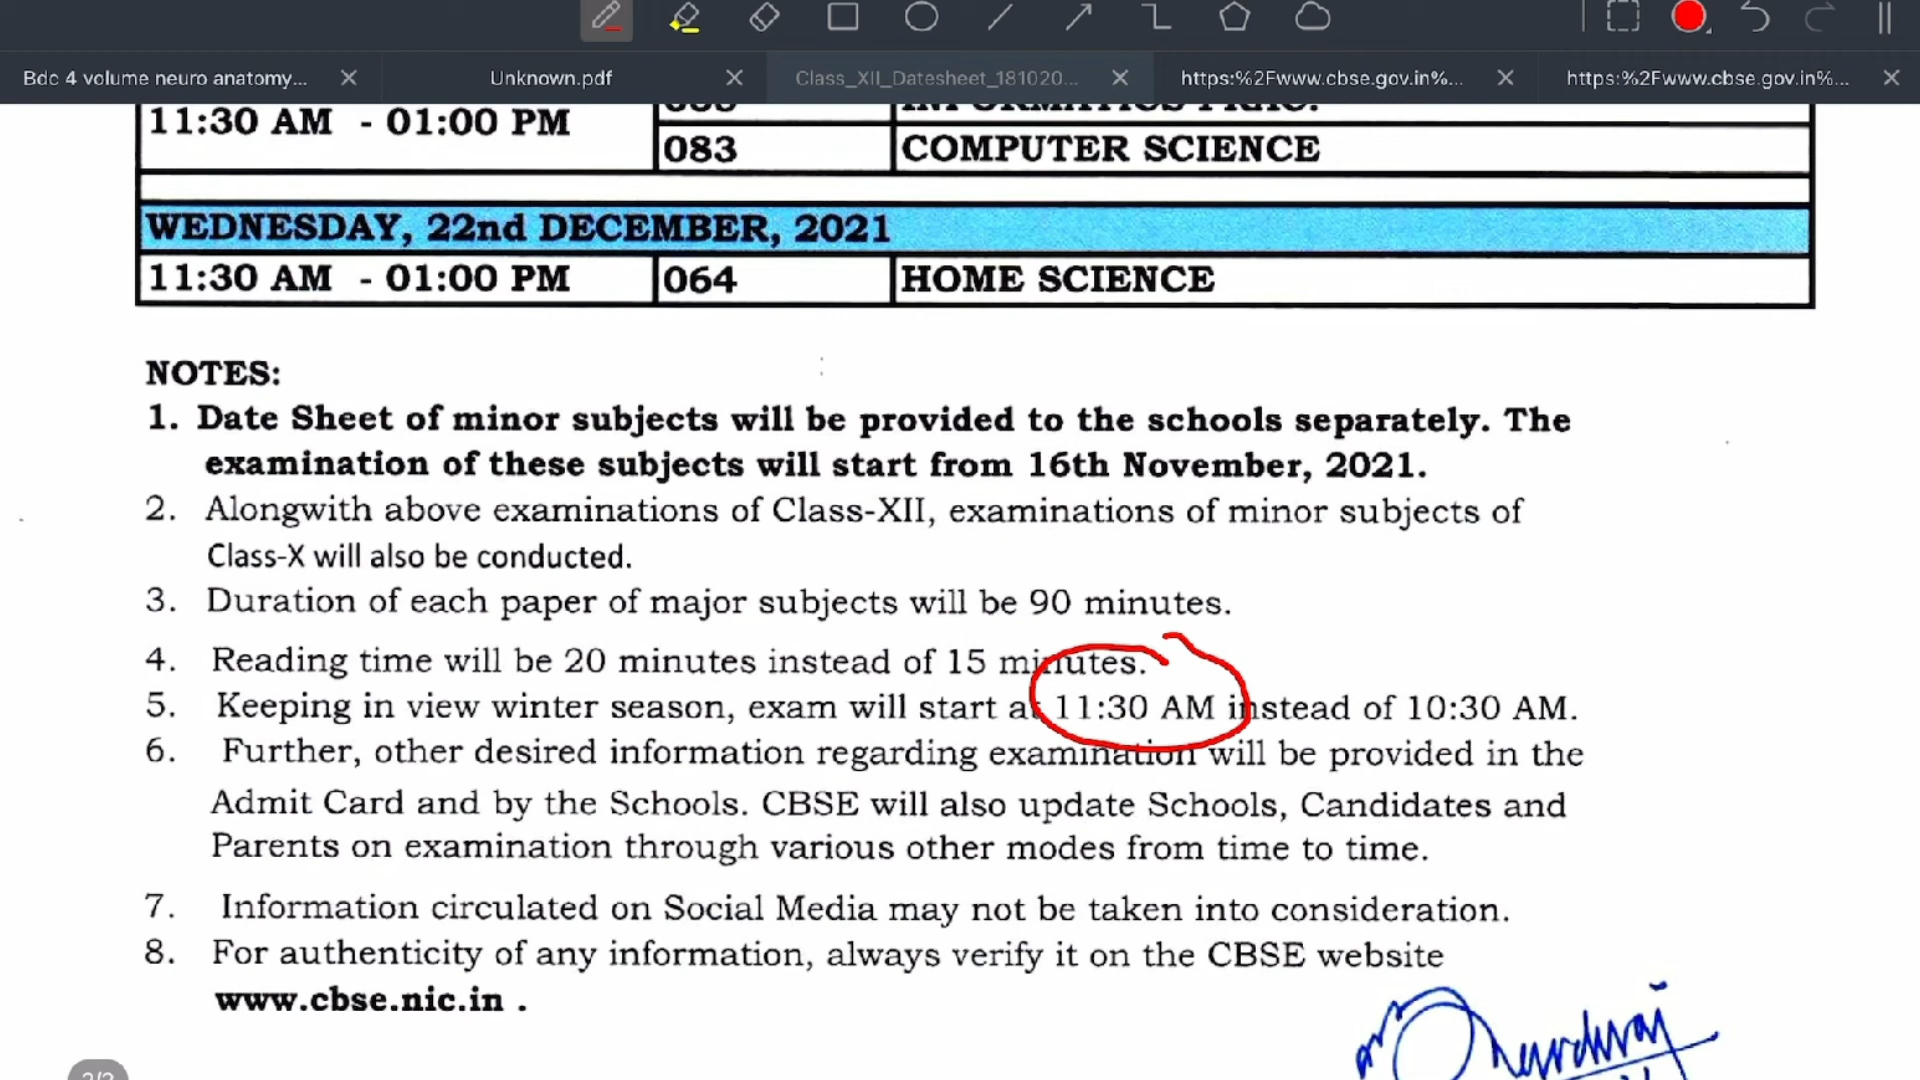 Bdc 4 volume neuro anatomy...
Unknown.pdf
Class_XII_Datesheet_181020...
https:%2Fwww.cbse.gov.in%...
https:%2Fwww.cbse.gov.in%...
11:30 AM - 01:00 PM
083 COMPUTER SCIENCE
WEDNESDAY, 22nd DECEMBER, 2021
11:30 AM - 01:00 PM 064 HOME SCIENCE
NOTES:
1. Date Sheet of minor subjects will be provided to the schools separately. The
examination of these subjects will start from 16th November, 2021.
2. Alongwith above examinations of Class-XII, examinations of minor subjects of
Class-X will also be conducted.
3. Duration of each paper of major subjects will be 90 minutes.
4. Reading time will be 20 minutes instead of 15 minutes.
5. Keeping in view winter season, exam will start at 11:30 AM instead of 10:30 AM.
6. Further, other desired information regarding examination will be provided in the
Admit Card and by the Schools. CBSE will also update Schools, Candidates and
Parents on examination through various other modes from time to time.
7. Information circulated on Social Media may not be taken into consideration.
8. For authenticity of any information, always verify it on the CBSE website
www.cbse.nic.in .